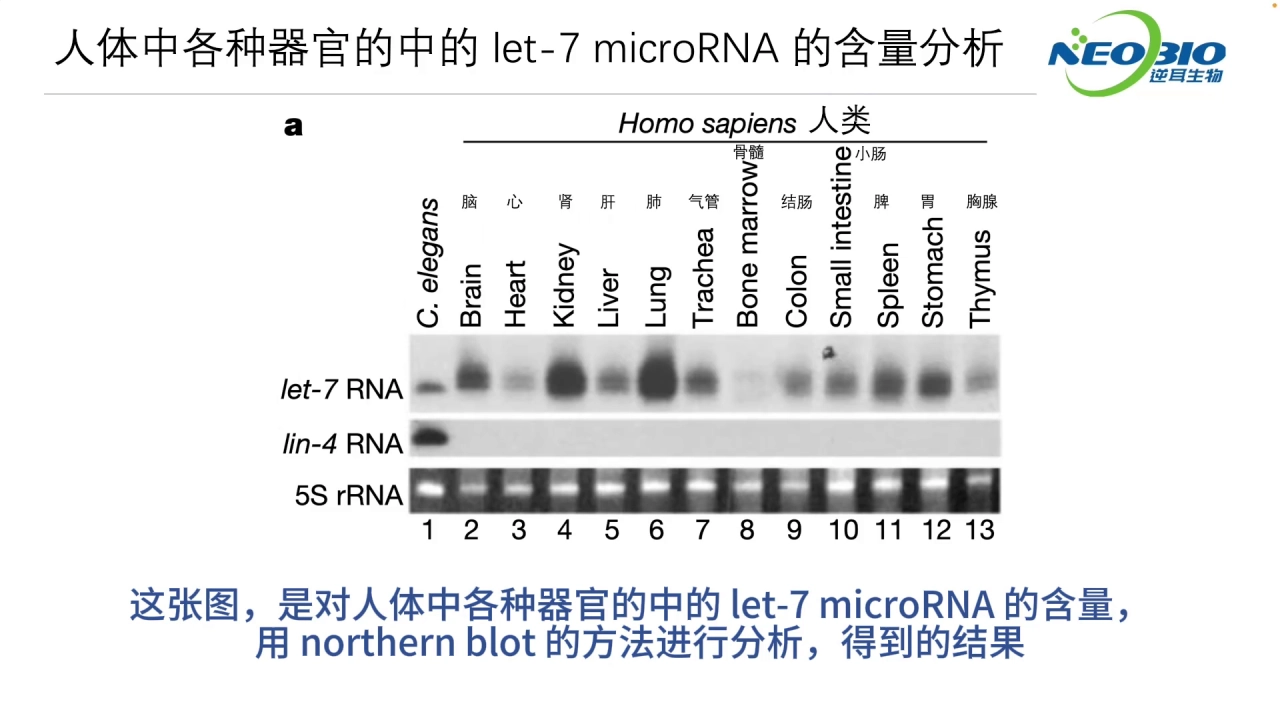 人体中各种器官的中的 let-7 microRNA 的含量分析
NEOBIO
逆耳生物
a
Homo sapiens 人类
骨髓
小肠
脑 心 肾 肝 肺 气管 结肠 脾 胃 胸腺
C. elegans
Brain
Heart
Kidney
Liver
Lung
Trachea
Bone marrow
Colon
Small intestine
Spleen
Stomach
Thymus
let-7 RNA
lin-4 RNA
5S rRNA
1 2 3 4 5 6 7 8 9 10 11 12 13
这张图，是对人体中各种器官的中的 let-7 microRNA 的含量，
用 northern blot 的方法进行分析，得到的结果